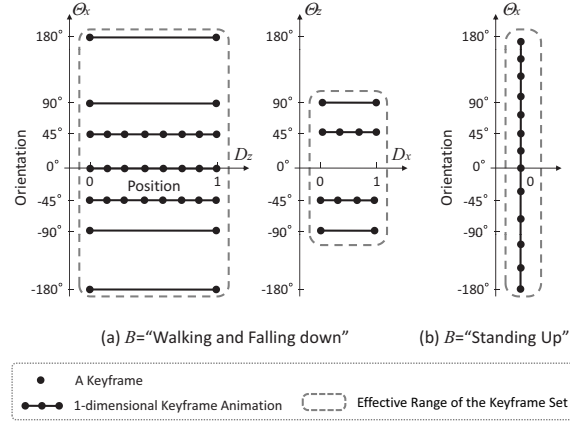 Θx
180°
90°
45°
0°
-45°
-90°
-180°
Orientation
Dz
0
Position
1
Θz
180°
90°
45°
0°
-45°
-90°
-180°
Dx
0
1
Θx
180°
90°
45°
0°
-45°
-90°
-180°
Orientation
0
(a) B="Walking and Falling down"
(b) B="Standing Up"
A Keyframe
1-dimensional Keyframe Animation
Effective Range of the Keyframe Set